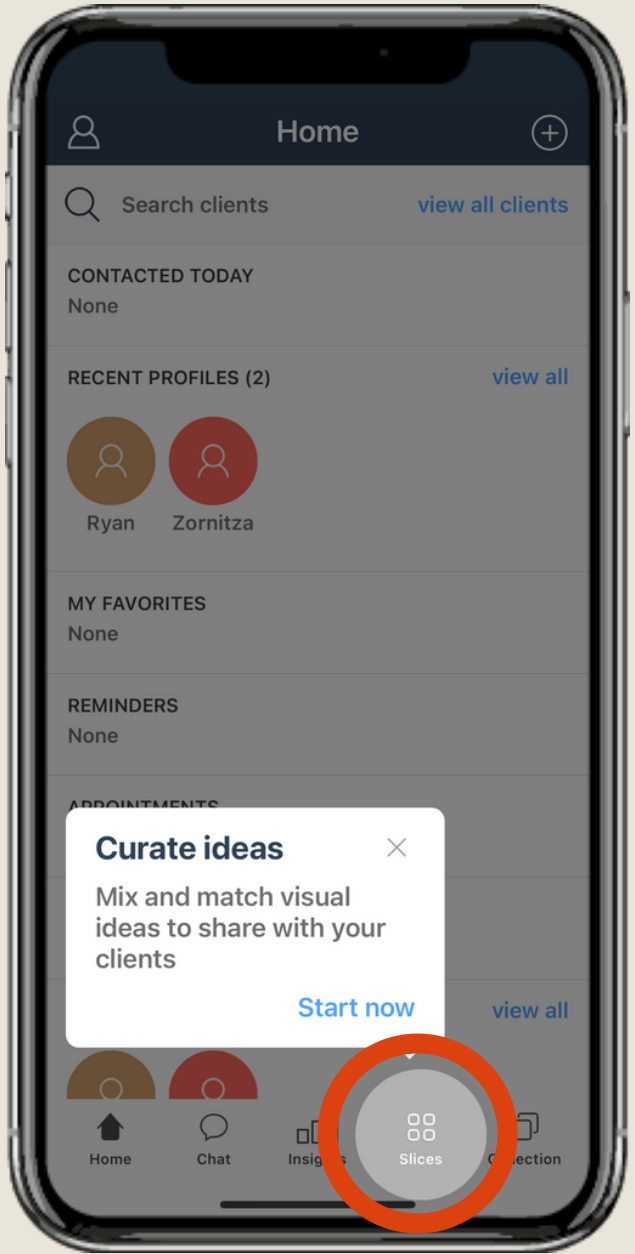 Home
Search clients
view all clients
CONTACTED TODAY
None
RECENT PROFILES (2)
view all
Ryan
Zornitza
MY FAVORITES
None
REMINDERS
None
APPOINTMENTS
Curate ideas
Mix and match visual
ideas to share with your
clients
Start now
view all
Home
Chat
Slices